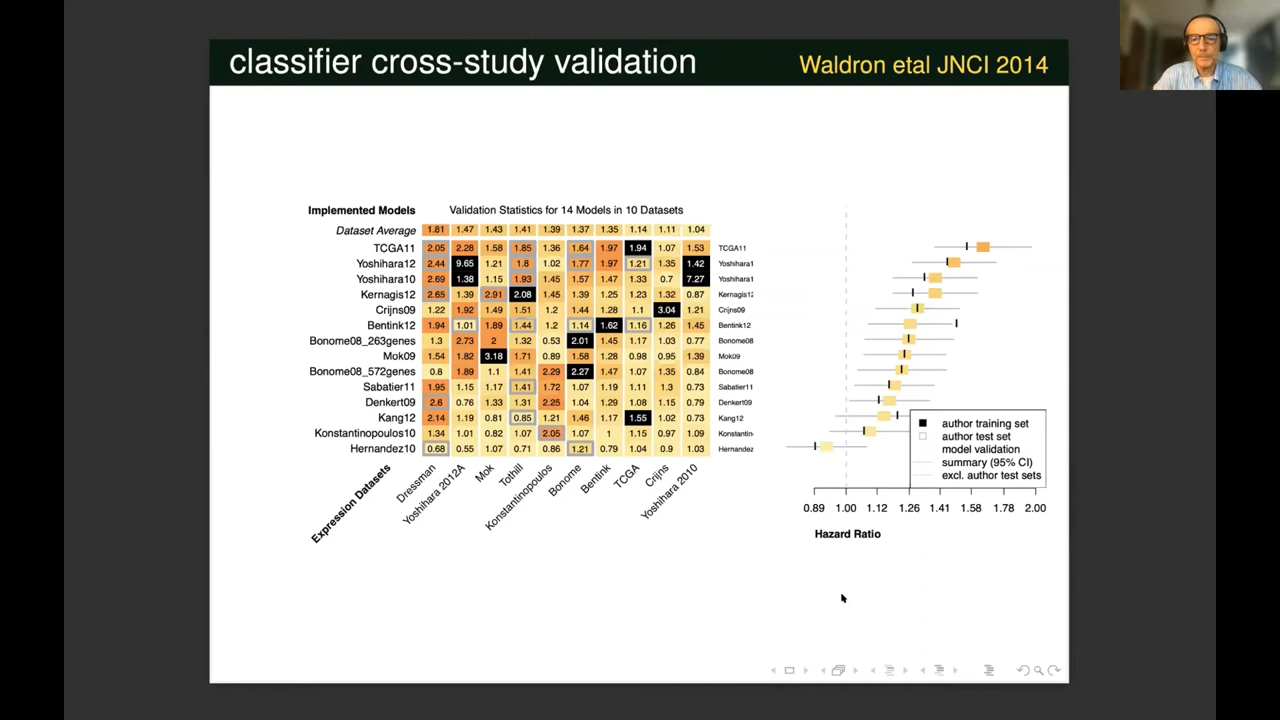 classifier cross-study validation
Waldron etal JNCI 2014
Implemented Models
Validation Statistics for 14 Models in 10 Datasets
Dataset Average 1.81 1.47 1.43 1.41 1.39 1.37 1.35 1.14 1.11 1.04
TCGA11 2.05 2.28 1.58 1.85 1.36 1.64 1.97 1.94 1.07 1.53 TCGA11
Yoshihara12 2.44 9.65 1.21 1.8 1.02 1.77 1.97 1.21 1.35 1.42 Yoshihara1
Yoshihara10 2.69 1.38 1.15 1.93 1.45 1.57 1.47 1.33 0.7 7.27 Yoshihara1
Kernagis12 2.65 1.39 2.91 2.08 1.45 1.39 1.25 1.23 1.32 0.87 Kernagis12
Crijns09 1.22 1.92 1.49 1.51 1.2 1.44 1.28 1.1 3.04 1.21 Crijns09
Bentink12 1.94 1.01 1.89 1.44 1.2 1.14 1.62 1.16 1.26 1.45 Bentink12
Bonome08_263genes 1.3 2.73 2 1.32 0.53 2.01 1.45 1.17 1.03 0.77 Bonome08
Mok09 1.54 1.82 3.18 1.71 0.89 1.58 1.28 0.98 0.95 1.39 Mok09
Bonome08_572genes 0.8 1.89 1.1 1.41 2.29 2.27 1.47 1.07 1.35 0.84 Bonome08
Sabatier11 1.95 1.15 1.17 1.41 1.72 1.07 1.19 1.11 1.3 0.73 Sabatier11
Denkert09 2.6 0.76 1.33 1.31 2.25 1.04 1.29 1.08 1.15 0.79 Denkert09
Kang12 2.14 1.19 0.81 0.85 1.21 1.46 1.17 1.55 1.02 0.73 Kang12
Konstantinopoulos10 1.34 1.01 0.82 1.07 2.05 1.07 1 1.15 0.97 1.09 Konstantin
Hernandez10 0.68 0.55 1.07 0.71 0.86 1.21 0.79 1.04 0.9 1.03 Hernandez
Expression Datasets
Dressman
Yoshihara 2012A
Mok
Tothill
Konstantinopoulos
Bonome
Bentink
TCGA
Crijns
Yoshihara 2010
author training set
author test set
model validation
summary (95% CI)
excl. author test sets
0.89 1.00 1.12 1.26 1.41 1.58 1.78 2.00
Hazard Ratio